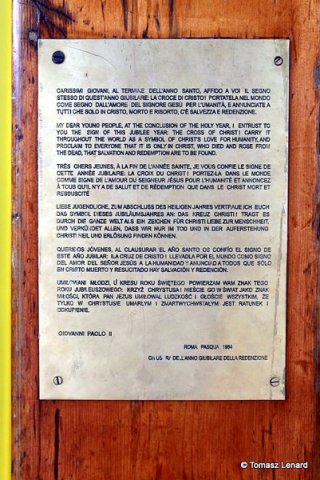 CARISSIMI GIOVANI, AL TERMINE DELL'ANNO SANTO, AFFIDO A VOI IL SEGNO
STESSO DI QUEST'ANNO GIUBILARE: LA CROCE DI CRISTO! PORTATELA NEL MONDO
COME SEGNO DALL'AMORE DEL SIGNORE GESÙ PER L'UMANITÀ, E ANNUNCIATE A
TUTTI CHE SOLO IN CRISTO, MORTO E RISORTO, C'È SALVEZZA E REDENZIONE.
MY DEAR YOUNG PEOPLE, AT THE CONCLUSION OF THE HOLY YEAR, I ENTRUST TO
YOU THE SIGN OF THIS JUBILEE YEAR: THE CROSS OF CHRIST! CARRY IT
THROUGHOUT THE WORLD AS A SYMBOL OF CHRIST'S LOVE FOR HUMANITY, AND
PROCLAIM TO EVERYONE THAT IT IS ONLY IN CHRIST, WHO DIED AND ROSE FROM
THE DEAD, THAT SALVATION AND REDEMPTION ARE TO BE FOUND.
TRÈS CHERS JEUNES, À LA FIN DE L'ANNÉE SAINTE, JE VOUS CONFIE LE SIGNE DE
CETTE ANNÉE JUBILAIRE: LA CROIX DU CHRIST! PORTEZ-LA DANS LE MONDE
COMME SIGNE DE L'AMOUR DU SEIGNEUR JÉSUS POUR L'HUMANITÉ ET ANNONCEZ
À TOUS QU'IL N'Y A DE SALUT ET DE RÉDEMPTION QUE DANS LE CHRIST MORT ET
RESSUSCITÉ
LIEBE JUGENDLICHE, ZUM ABSCHLUSS DES HEILIGEN JAHRES VERTRAUE ICH EUCH
DAS SYMBOL DIESES JUBILÄUMSJAHRES AN: DAS KREUZ CHRISTI! TRAGT ES
DURCH DIE GANZE WELT ALS EIN ZEICHEN FÜR CHRISTI LIEBE ZUR MENSCHHEIT,
UND VERKÜNDET ALLEN, DASS WIR NUR IM TOD UND IN DER AUFERSTEHUNG
CHRISTI HEIL UND ERLÖSUNG FINDEN KÖNNEN.
QUERIDOS JÓVENES, AL CLAUSURAR EL AÑO SANTO OS CONFÍO EL SIGNO DE
ESTE AÑO JUBILAR: ¡LA CRUZ DE CRISTO! LLEVADLA POR EL MUNDO COMO SIGNO
DEL AMOR DEL SEÑOR JESÚS A LA HUMANIDAD Y ANUNCIAD A TODOS QUE SÓLO
EN CRISTO MUERTO Y RESUCITADO HAY SALVACIÓN Y REDENCIÓN.
UMIŁOWANI MŁODZI, U KRESU ROKU ŚWIĘTEGO POWIERZAM WAM ZNAK TEGO
ROKU JUBILEUSZOWEGO: KRZYŻ CHRYSTUSA! NIEŚCIE GO W ŚWIAT JAKO ZNAK
MIŁOŚCI, KTÓRĄ PAN JEZUS UMIŁOWAŁ LUDZKOŚĆ I GŁOŚCIE WSZYSTKIM, ŻE
TYLKO W CHRYSTUSIE UMARŁYM I ZMARTWYCHWSTAŁYM JEST RATUNEK I
ODKUPIENIE.
GIOVANNI PAOLO II
ROMA PASQUA 1984
DELL'ANNO GIUBILARE DELLA REDENZIONE
© Tomasz Lenard